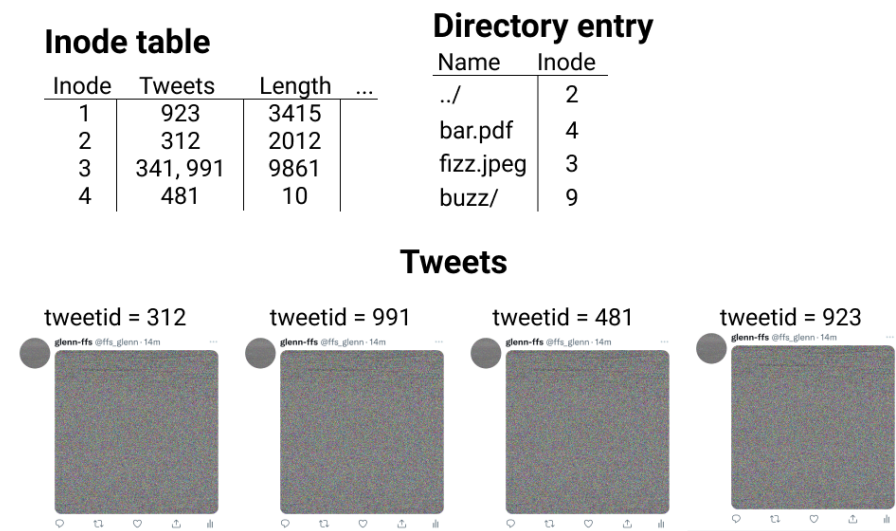 Inode table
Inode Tweets Length ...
1 923 3415
2 312 2012
3 341, 991 9861
4 481 10
Directory entry
Name Inode
../ 2
bar.pdf 4
fizz.jpeg 3
buzz/ 9
Tweets
tweetid = 312
glenn-ffs @ffs_glenn · 14m ...
tweetid = 991
glenn-ffs @ffs_glenn · 14m ...
tweetid = 481
glenn-ffs @ffs_glenn · 14m ...
tweetid = 923
glenn-ffs @ffs_glenn · 14m ...